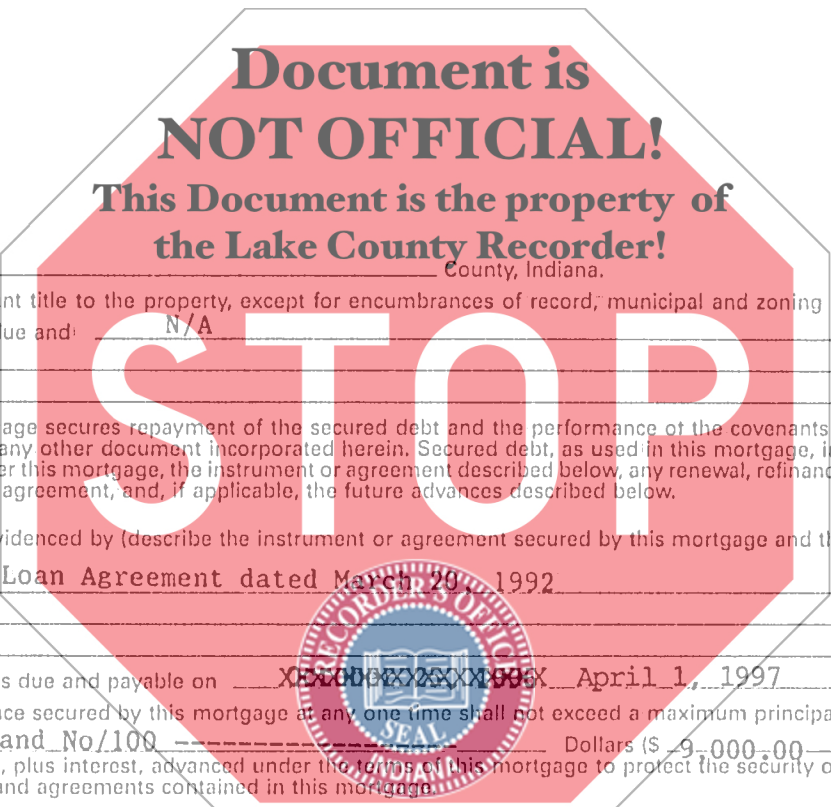 Document is
NOT OFFICIAL!
This Document is the property of
the Lake County Recorder!
County, Indiana.
nt title to the property, except for encumbrances of record, municipal and zoning
lue and N/A
STOP
age secures repayment of the secured debt and the performance of the covenants
any other document incorporated herein. Secured debt, as used in this mortgage, i
er this mortgage, the instrument or agreement described below, any renewal, refinanc
agreement, and, if applicable, the future advances described below.
videnced by (describe the instrument or agreement secured by this mortgage and th
Loan Agreement dated March 20, 1992
RECORDER'S OFFICE
s due and payable on April 1, 1997
nce secured by this mortgage at any one time shall not exceed a maximum principa
SEAL
and No/100 -------------------- Dollars ($ 9,000.00
INDIANA
, plus interest, advanced under the terms of this mortgage to protect the security o
and agreements contained in this mortgage.